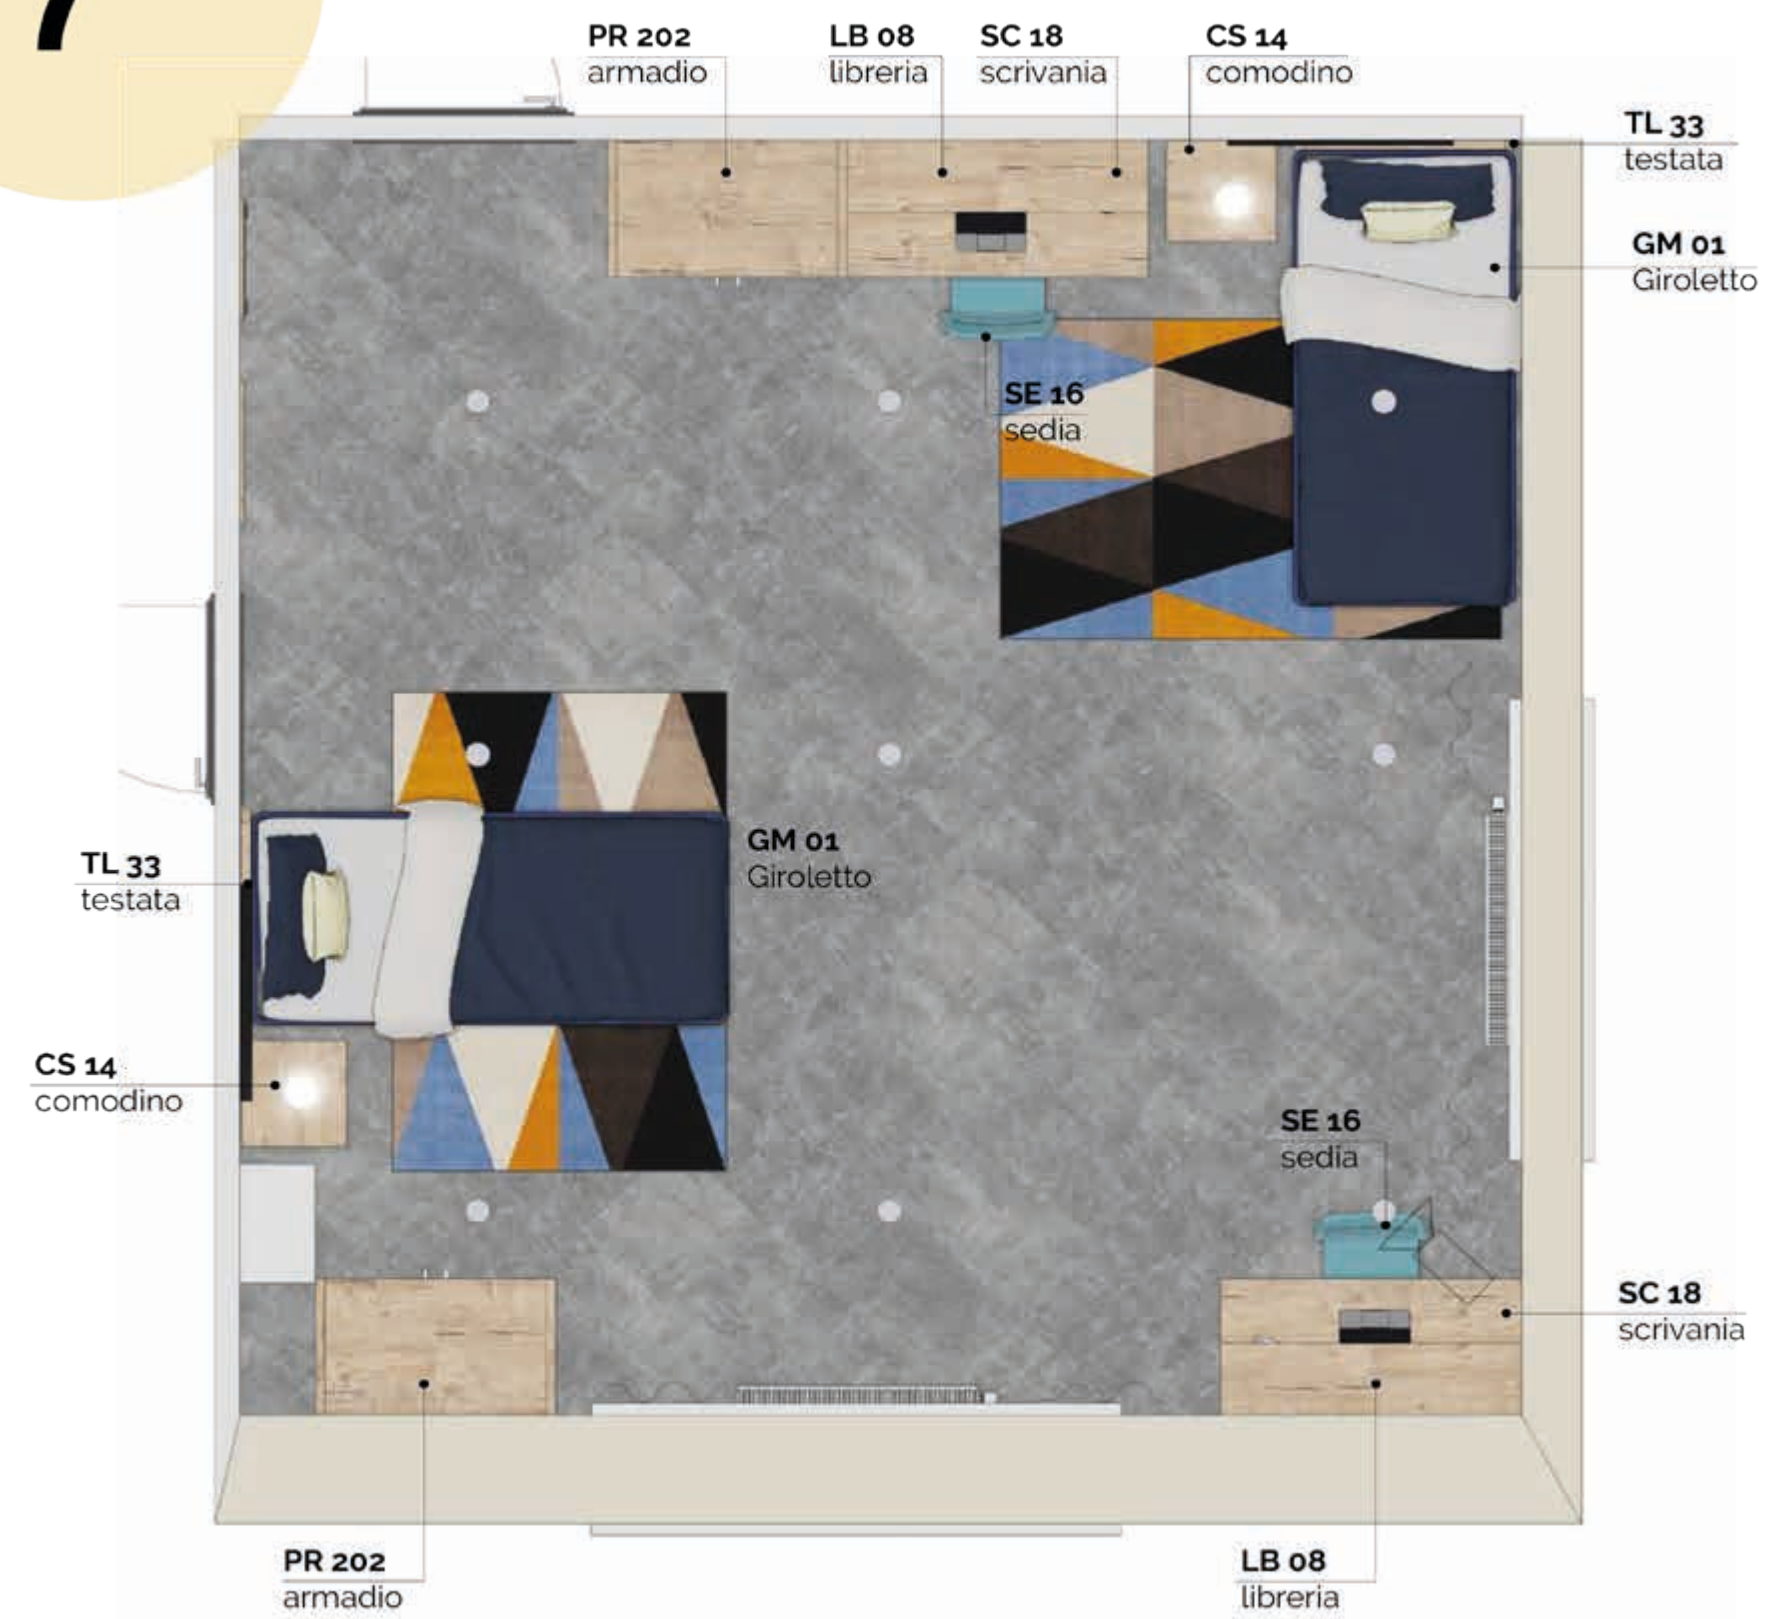 7
PR 202
armadio
LB 08
libreria
SC 18
scrivania
CS 14
comodino
TL 33
testata
GM 01
Giroletto
SE 16
sedia
GM 01
Giroletto
TL 33
testata
CS 14
comodino
SE 16
sedia
SC 18
scrivania
PR 202
armadio
LB 08
libreria